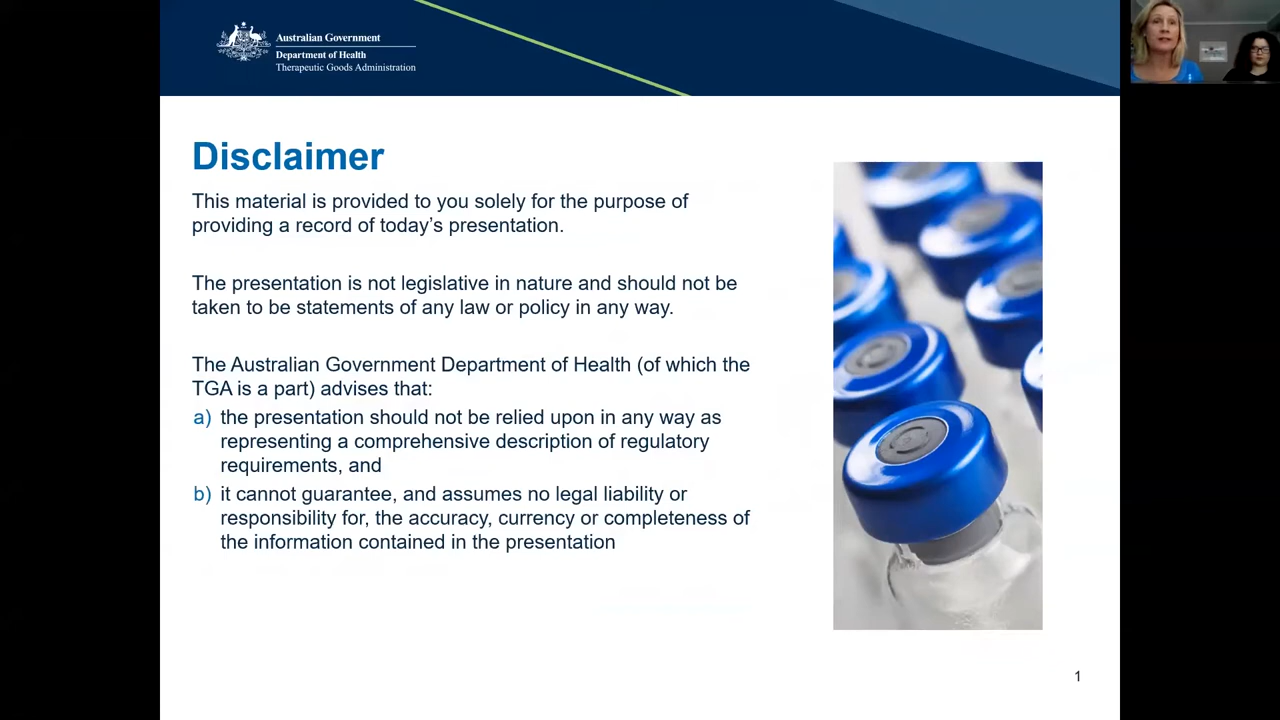 Australian Government
Department of Health
Therapeutic Goods Administration
Disclaimer
This material is provided to you solely for the purpose of
providing a record of today’s presentation.
The presentation is not legislative in nature and should not be
taken to be statements of any law or policy in any way.
The Australian Government Department of Health (of which the
TGA is a part) advises that:
a) the presentation should not be relied upon in any way as
representing a comprehensive description of regulatory
requirements, and
b) it cannot guarantee, and assumes no legal liability or
responsibility for, the accuracy, currency or completeness of
the information contained in the presentation
1